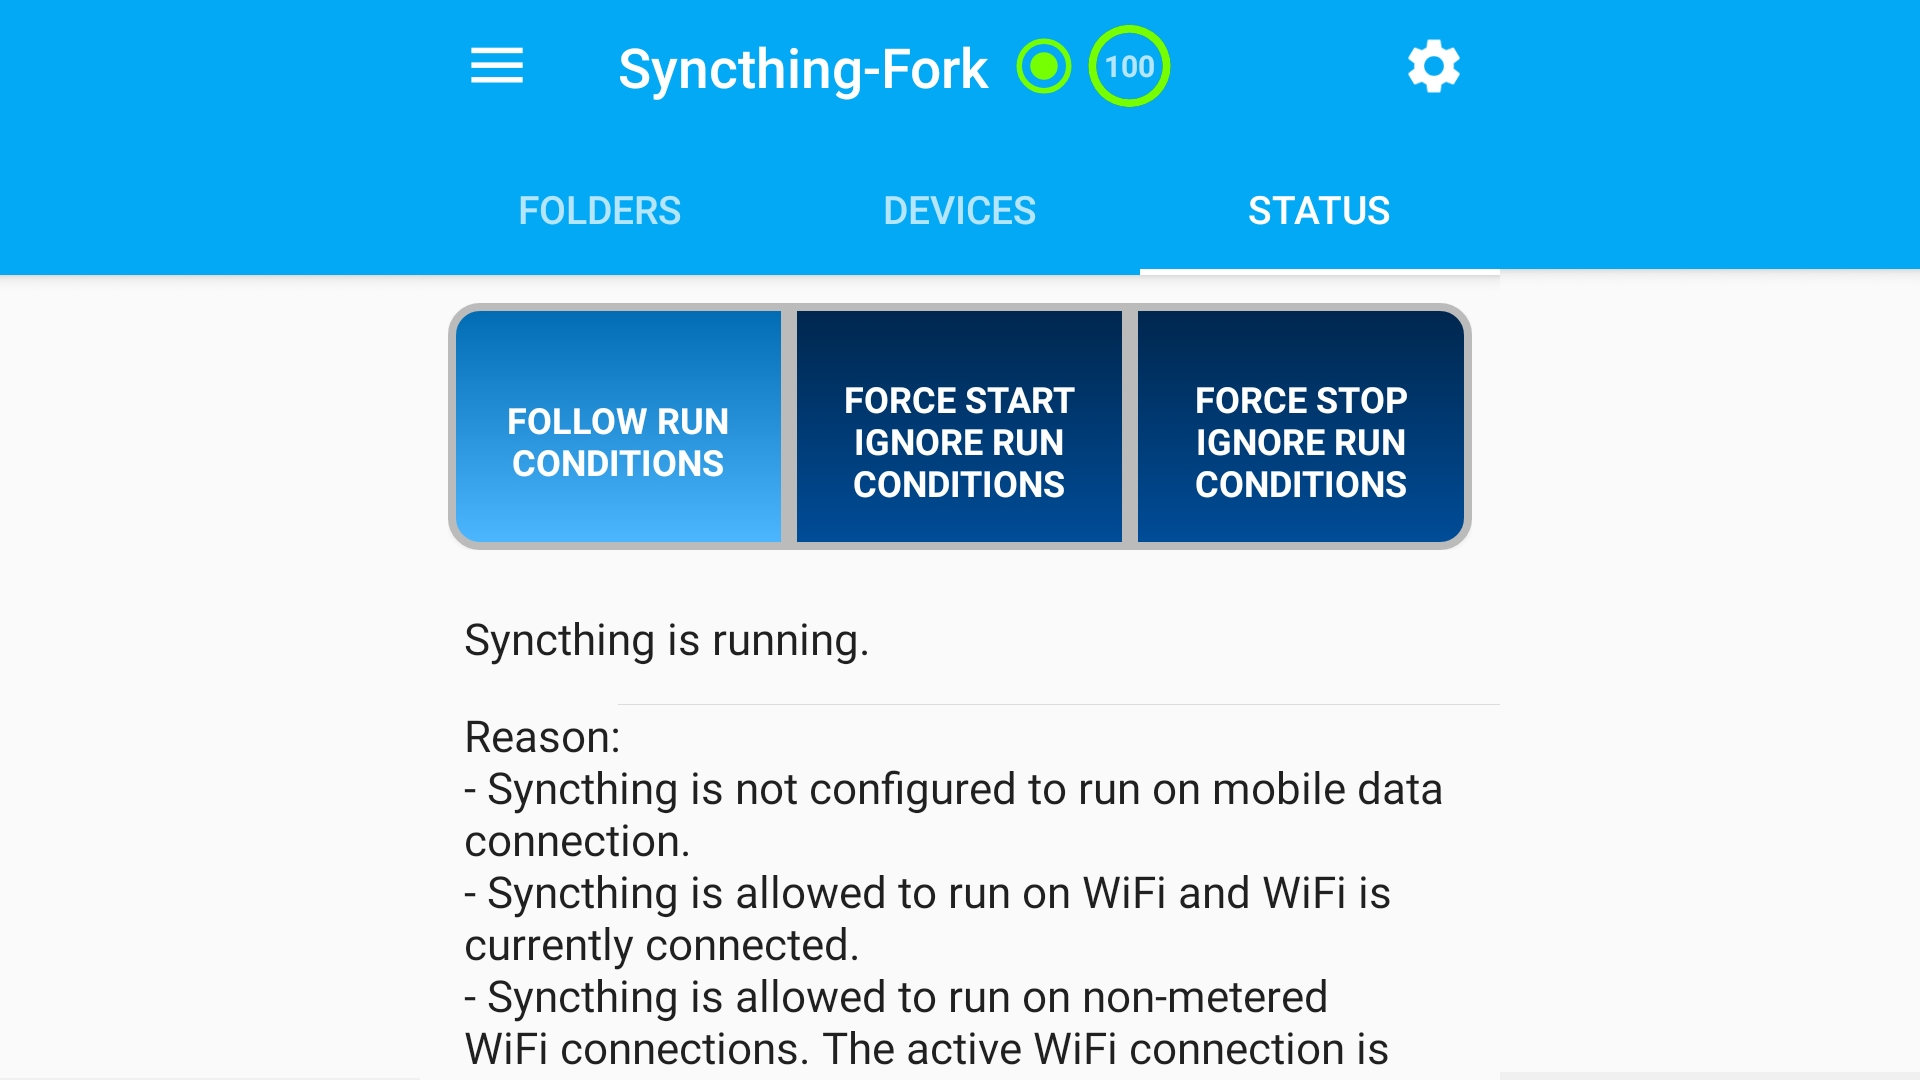 Syncthing-Fork 100
FOLDERS DEVICES STATUS
FOLLOW RUN
CONDITIONS
FORCE START
IGNORE RUN
CONDITIONS
FORCE STOP
IGNORE RUN
CONDITIONS
Syncthing is running.
Reason:
- Syncthing is not configured to run on mobile data
connection.
- Syncthing is allowed to run on WiFi and WiFi is
currently connected.
- Syncthing is allowed to run on non-metered
WiFi connections. The active WiFi connection is